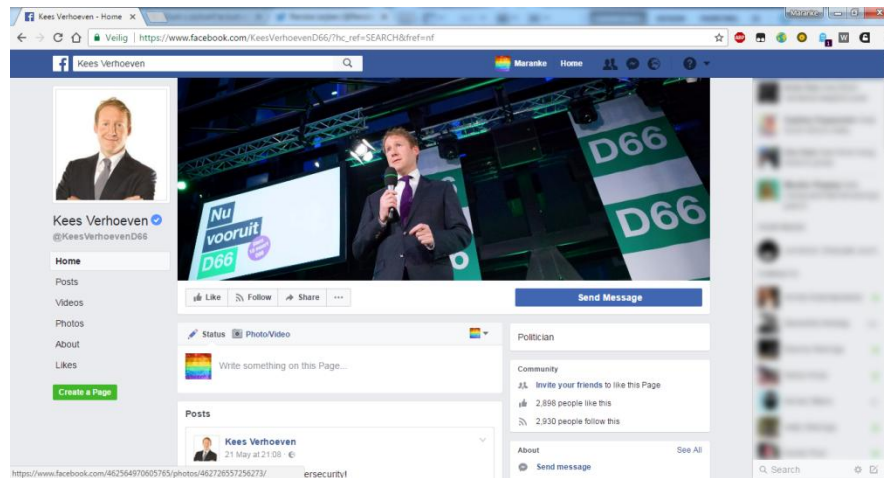 Kees Verhoeven - Home
Maranke
Veilig https://www.facebook.com/KeesVerhoevenD66/?hc_ref=SEARCH&fref=nf
Kees Verhoeven
Maranke Home
Kees Verhoeven
@KeesVerhoevenD66
Home
Posts
Videos
Photos
About
Likes
Create a Page
Nu
vooruit
D66
D66
D66
Like Follow Share
Send Message
Status Photo/Video
Write something on this Page...
Posts
Kees Verhoeven
21 May at 21:08
ersecurity!
Politician
Community
Invite your friends to like this Page
2,898 people like this
2,930 people follow this
About See All
Send message
Search
https://www.facebook.com/462564970605765/photos/462726557256273/